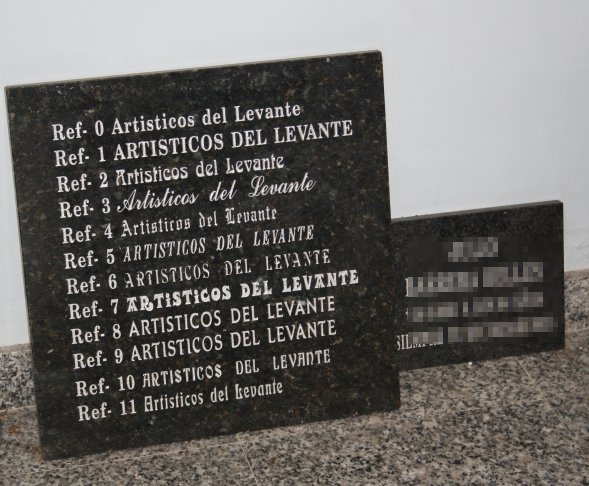 Ref- 0 Artisticos del Levante
Ref- 1 ARTISTICOS DEL LEVANTE
Ref- 2 Artisticos del Levante
Ref- 3 Artisticos del Levante
Ref- 4 Artisticos del Levante
Ref- 5 ARTISTICOS DEL LEVANTE
Ref- 6 ARTISTICOS DEL LEVANTE
Ref- 7 ARTISTICOS DEL LEVANTE
Ref- 8 ARTISTICOS DEL LEVANTE
Ref- 9 ARTISTICOS DEL LEVANTE
Ref- 10 ARTISTICOS DEL LEVANTE
Ref- 11 Artisticos del Levante